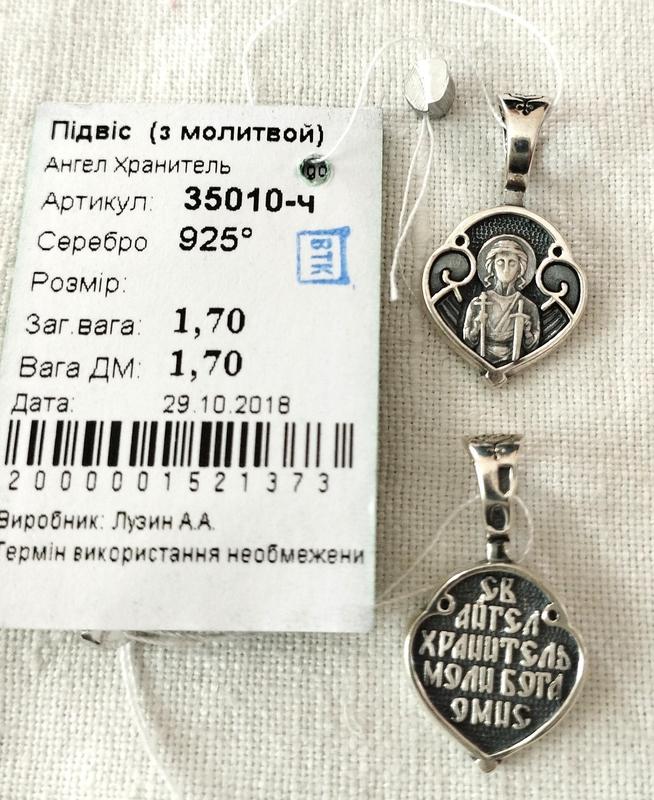 Підвіс (з молитвой)
Ангел Хранитель
Артикул: 35010-ч
Серебро 925°
ВТК
Розмір:
Заг.вага: 1,70
Вага ДМ: 1,70
Дата: 29.10.2018
2000001521373
Виробник: Лузин А.А.
Термін використання необмежени
СВ
АНГЕЛ
ХРАНИТЕЛЬ
МОЛИ БОГА
ОМНЄ